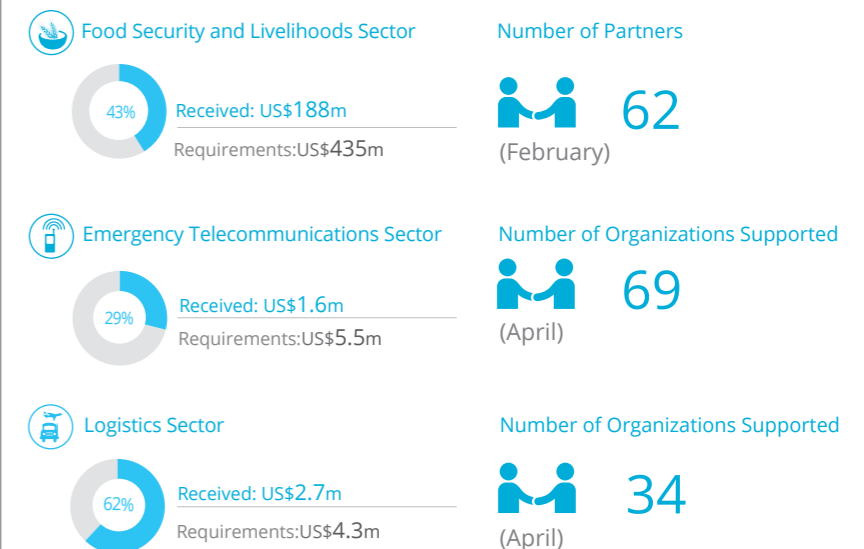 Food Security and Livelihoods Sector
Number of Partners
43%
Received: US$188m
Requirements:US$435m
62
(February)
Emergency Telecommunications Sector
Number of Organizations Supported
29%
Received: US$1.6m
Requirements:US$5.5m
69
(April)
Logistics Sector
Number of Organizations Supported
62%
Received: US$2.7m
Requirements:US$4.3m
34
(April)